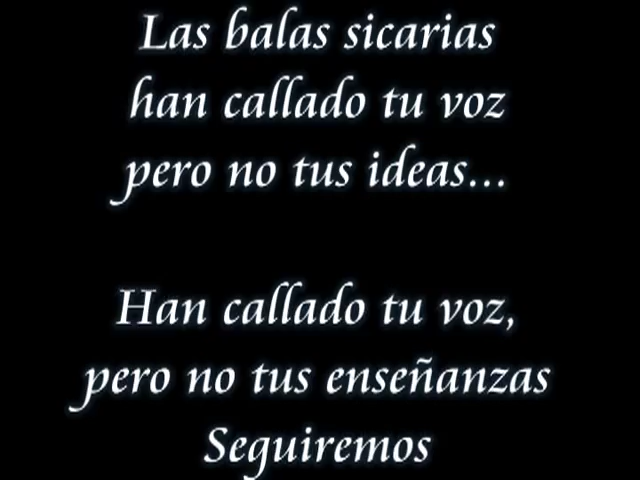 Las balas sicarias
han callado tu voz
pero no tus ideas...
Han callado tu voz,
pero no tus enseñanzas
Seguiremos